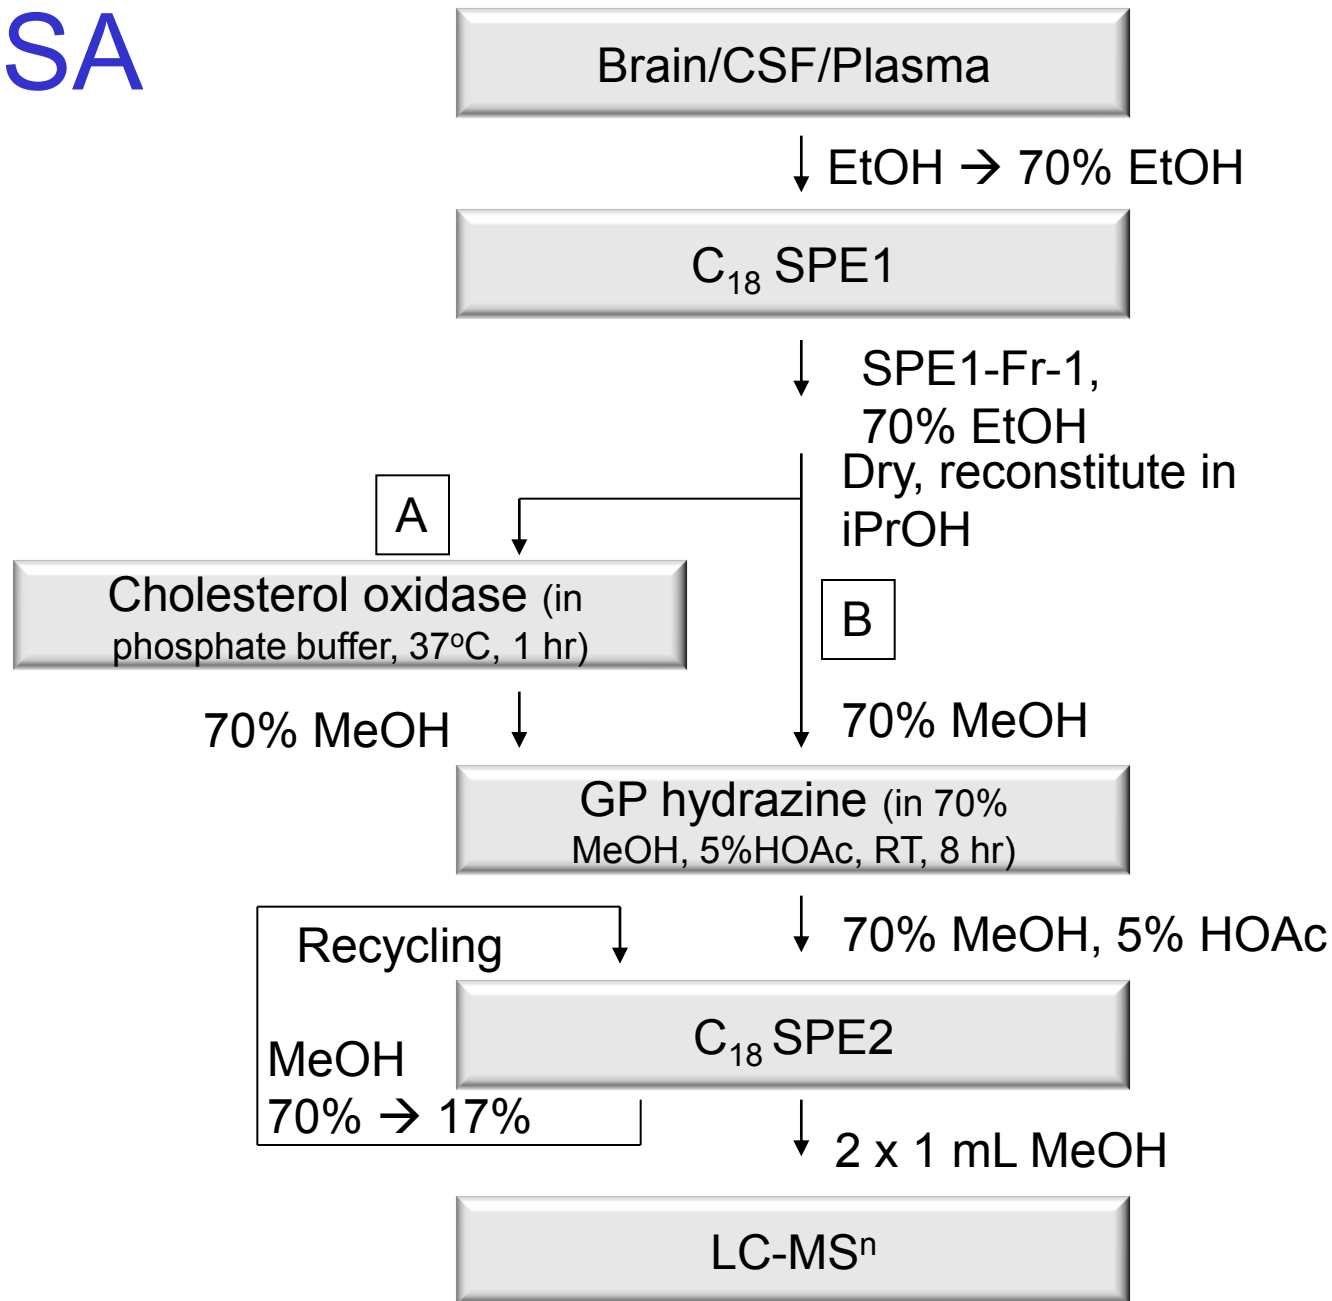 SA
Brain/CSF/Plasma
EtOH → 70% EtOH
C₁₈ SPE1
SPE1-Fr-1,
70% EtOH
Dry, reconstitute in
iPrOH
A
Cholesterol oxidase (in
phosphate buffer, 37ᵒC, 1 hr)
B
70% MeOH
70% MeOH
GP hydrazine (in 70%
MeOH, 5%HOAc, RT, 8 hr)
Recycling
70% MeOH, 5% HOAc
C₁₈ SPE2
MeOH
70% → 17%
2 x 1 mL MeOH
LC-MSⁿ